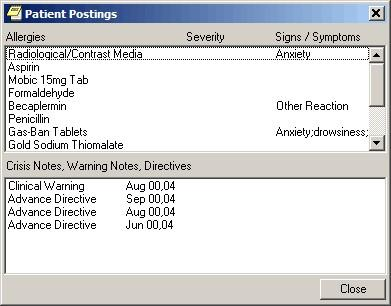 Patient Postings
Allergies Severity Signs / Symptoms
Radiological/Contrast Media Anxiety
Aspirin
Mobic 15mg Tab
Formaldehyde
Becaplermin Other Reaction
Penicillin
Gas-Ban Tablets Anxiety;drowsiness;
Gold Sodium Thiomalate
Crisis Notes, Warning Notes, Directives
Clinical Warning Aug 00,04
Advance Directive Sep 00,04
Advance Directive Aug 00,04
Advance Directive Jun 00,04
Close